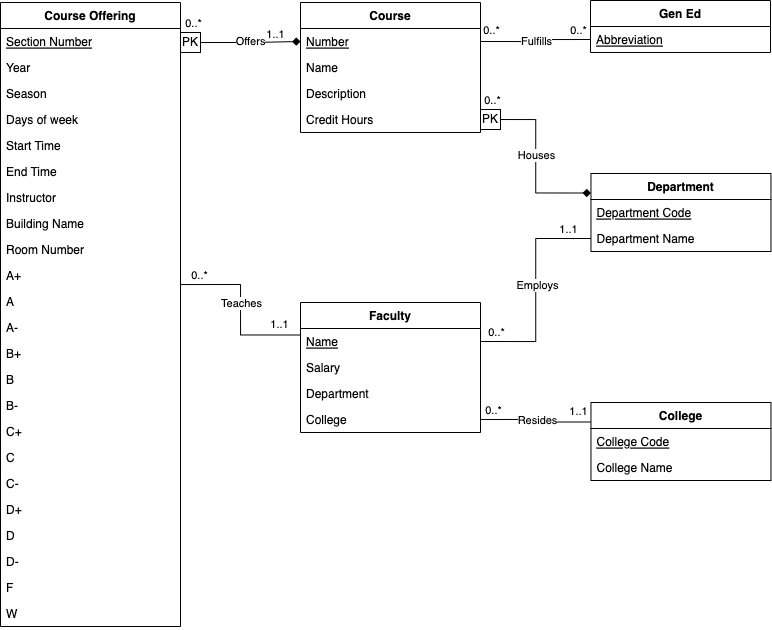 Course Offering
Section Number
Year
Season
Days of week
Start Time
End Time
Instructor
Building Name
Room Number
A+
A
A-
B+
B
B-
C+
C
C-
D+
D
D-
F
W
0..*
PK
Offers
1..1
Course
Number
Name
Description
Credit Hours
0..*
Fulfills
0..*
Gen Ed
Abbreviation
0..*
PK
Houses
Department
Department Code
Department Name
1..1
Employs
0..*
0..*
Teaches
1..1
Faculty
Name
Salary
Department
College
0..*
Resides
1..1
College
College Code
College Name